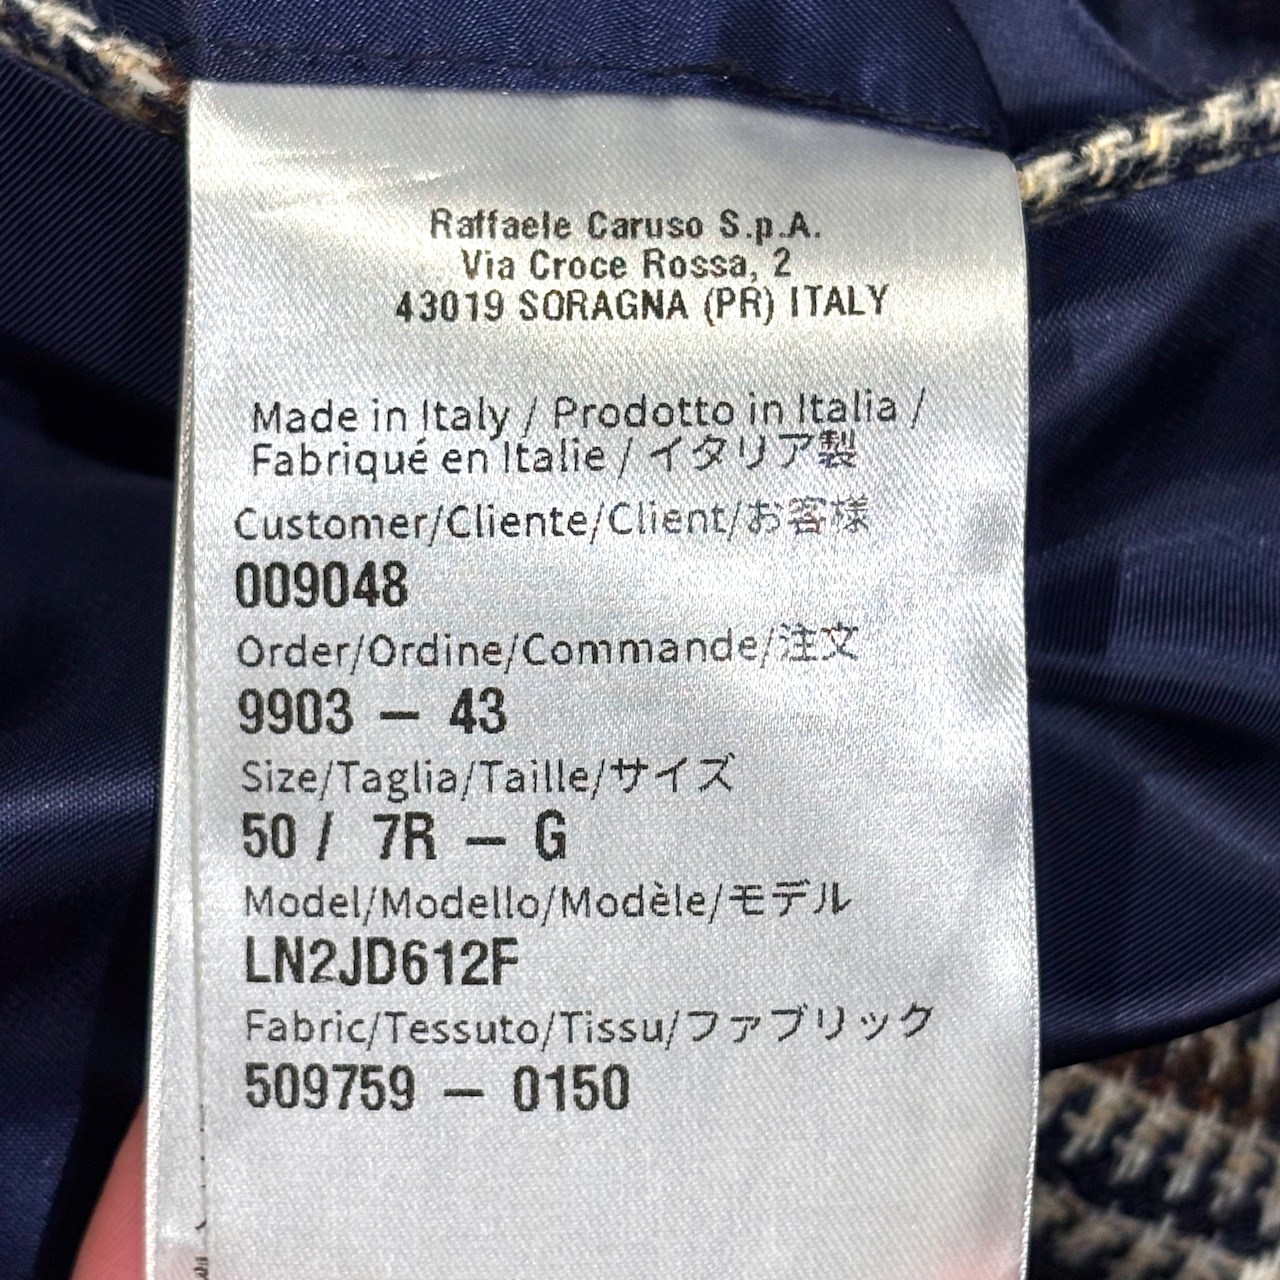 Raffaele Caruso S.p.A.
Via Croce Rossa, 2
43019 SORAGNA (PR) ITALY
Made in Italy / Prodotto in Italia /
Fabriqué en Italie / イタリア製
Customer/Cliente/Client/お客様
009048
Order/Ordine/Commande/注文
9903 – 43
Size/Taglia/Taille/サイズ
50 / 7R – G
Model/Modello/Modèle/モデル
LN2JD612F
Fabric/Tessuto/Tissu/ファブリック
509759 – 0150